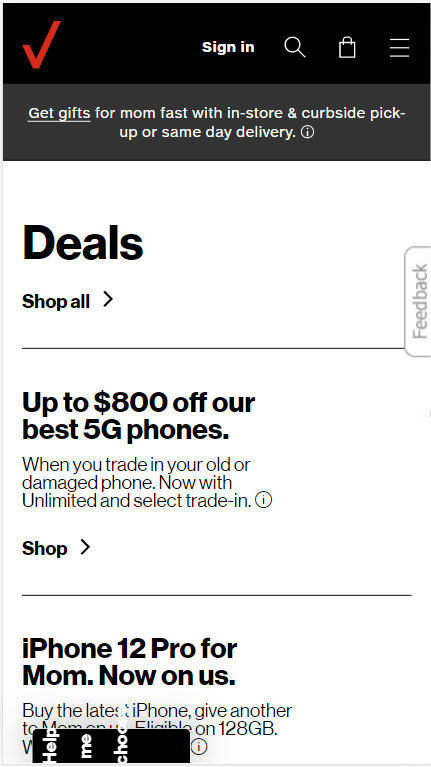 Sign in
Get gifts for mom fast with in-store & curbside pick-
up or same day delivery.
Deals
Shop all
Feedback
Up to $800 off our
best 5G phones.
When you trade in your old or
damaged phone. Now with
Unlimited and select trade-in.
Shop
iPhone 12 Pro for
Mom. Now on us.
Buy the latest iPhone, give another
to Mom on us. Eligible on 128GB.
Help
me